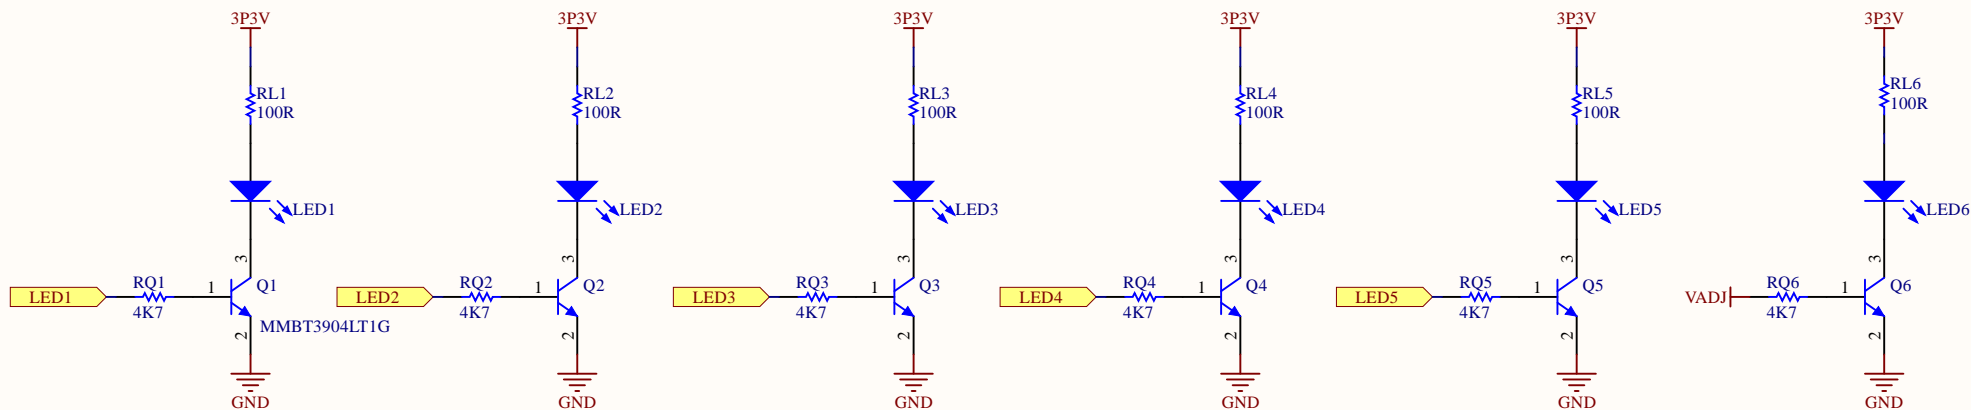 3P3V 3P3V 3P3V 3P3V 3P3V 3P3V
RL1 RL2 RL3 RL4 RL5 RL6
100R 100R 100R 100R 100R 100R
LED1 LED2 LED3 LED4 LED5 LED6
3 3 3 3 3 3
LED1 RQ1 1 Q1 LED2 RQ2 1 Q2 LED3 RQ3 1 Q3 LED4 RQ4 1 Q4 LED5 RQ5 1 Q5 VADJ RQ6 1 Q6
4K7 4K7 4K7 4K7 4K7 4K7
MMBT3904LT1G
2 2 2 2 2 2
GND GND GND GND GND GND